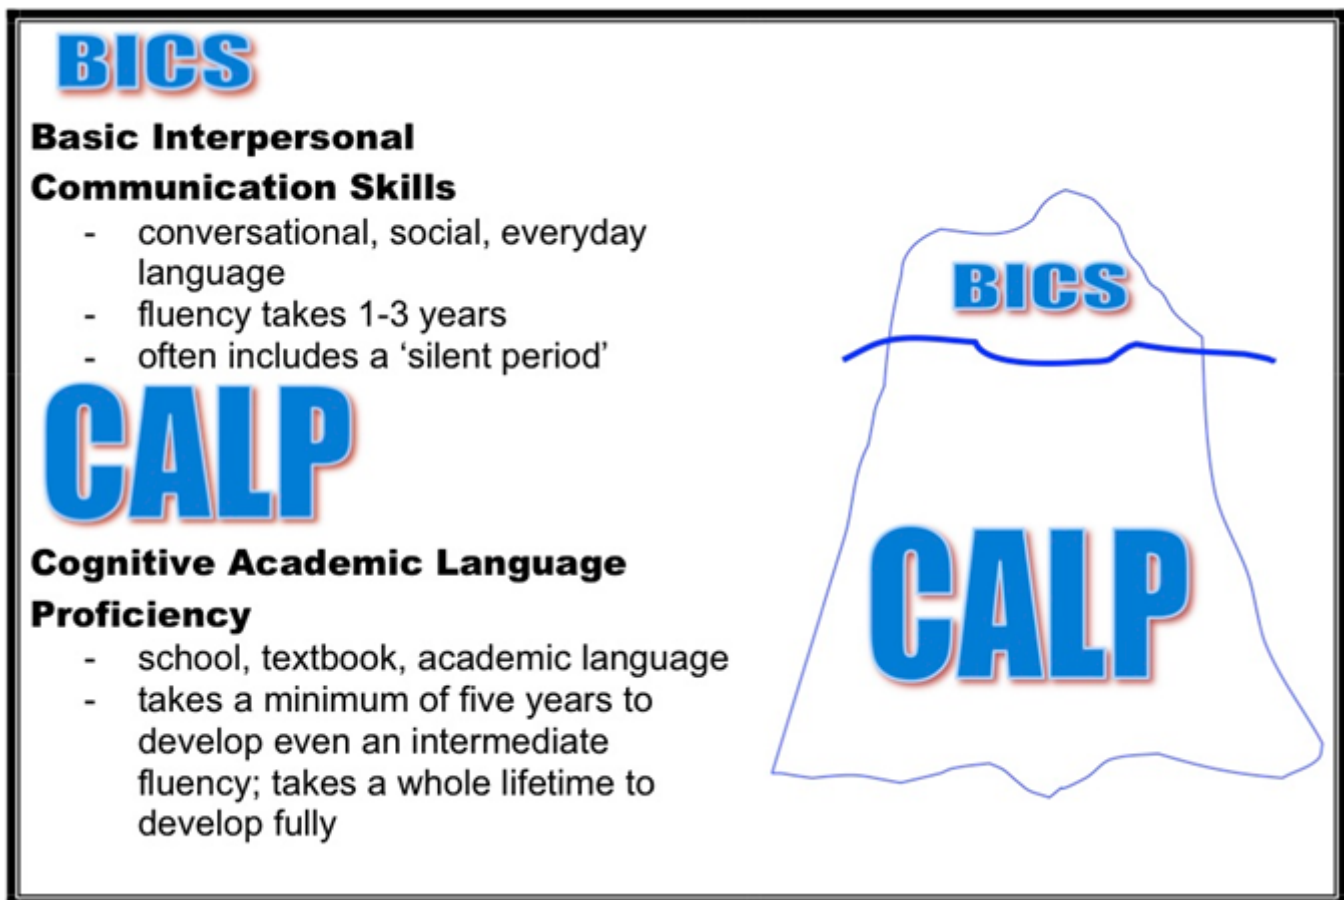 BICS
Basic Interpersonal
Communication Skills
- conversational, social, everyday
language
- fluency takes 1-3 years
- often includes a ‘silent period’
CALP
Cognitive Academic Language
Proficiency
- school, textbook, academic language
- takes a minimum of five years to
develop even an intermediate
fluency; takes a whole lifetime to
develop fully
BICS
CALP